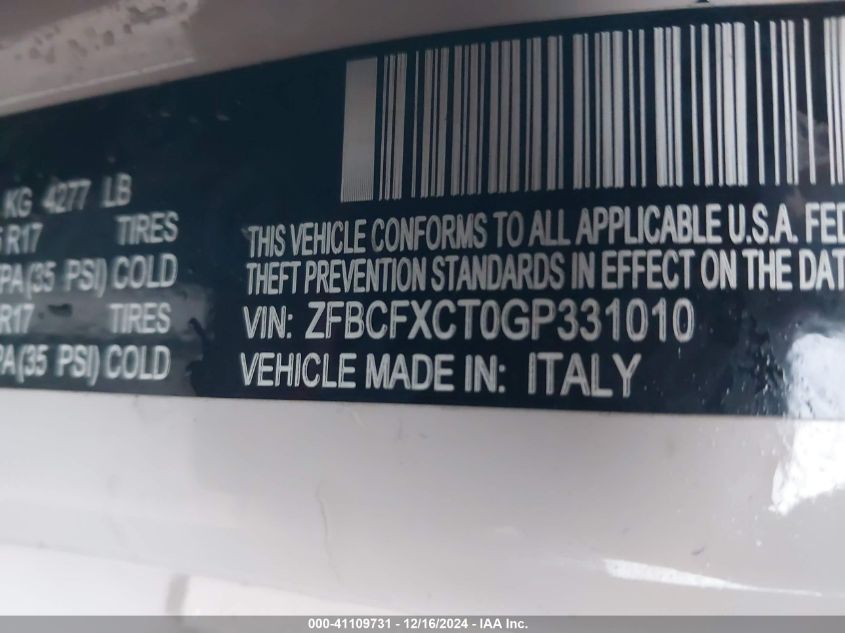 KG 4277 LB
R17 TIRES
(35 PSI) COLD
R17 TIRES
(35 PSI) COLD
THIS VEHICLE CONFORMS TO ALL APPLICABLE U.S.A. FED
THEFT PREVENTION STANDARDS IN EFFECT ON THE DAT
VIN: ZFBCFXCT0GP331010
VEHICLE MADE IN: ITALY
000-41109731 - 12/16/2024 - IAA Inc.